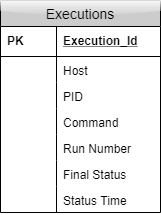 Executions
PK Execution_Id
Host
PID
Command
Run Number
Final Status
Status Time